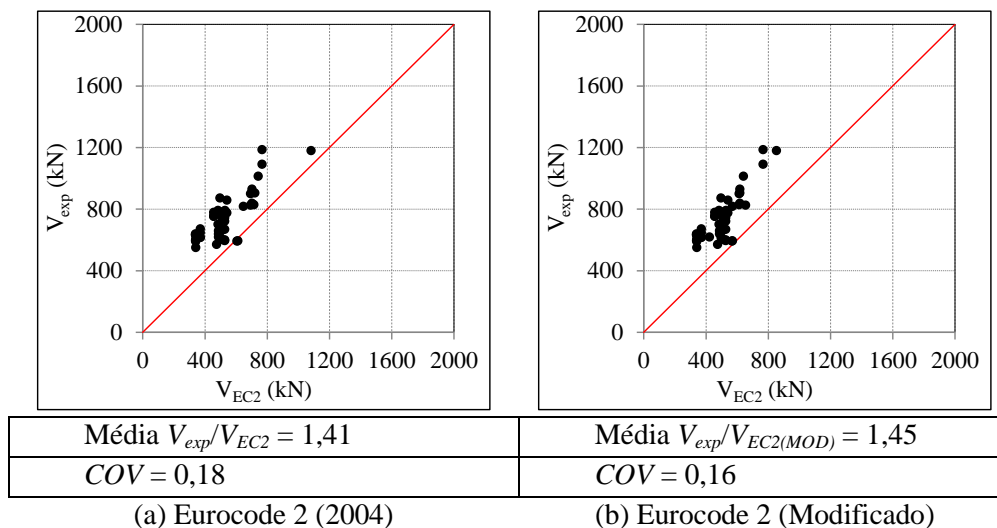 2000
1600
1200
800
400
0
V_exp (kN)
0 400 800 1200 1600 2000
V_EC2 (kN)
2000
1600
1200
800
400
0
V_exp (kN)
0 400 800 1200 1600 2000
V_EC2 (kN)
Média V_exp/V_EC2 = 1,41
Média V_exp/V_EC2(MOD) = 1,45
COV = 0,18
COV = 0,16
(a) Eurocode 2 (2004)
(b) Eurocode 2 (Modificado)